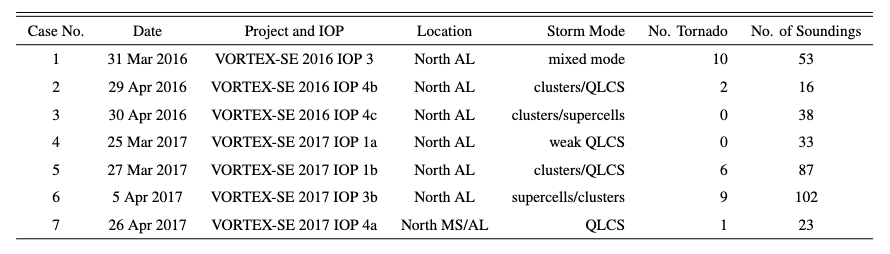 Case No. Date Project and IOP Location Storm Mode No. Tornado No. of Soundings
1 31 Mar 2016 VORTEX-SE 2016 IOP 3 North AL mixed mode 10 53
2 29 Apr 2016 VORTEX-SE 2016 IOP 4b North AL clusters/QLCS 2 16
3 30 Apr 2016 VORTEX-SE 2016 IOP 4c North AL clusters/supercells 0 38
4 25 Mar 2017 VORTEX-SE 2017 IOP 1a North AL weak QLCS 0 33
5 27 Mar 2017 VORTEX-SE 2017 IOP 1b North AL clusters/QLCS 6 87
6 5 Apr 2017 VORTEX-SE 2017 IOP 3b North AL supercells/clusters 9 102
7 26 Apr 2017 VORTEX-SE 2017 IOP 4a North MS/AL QLCS 1 23